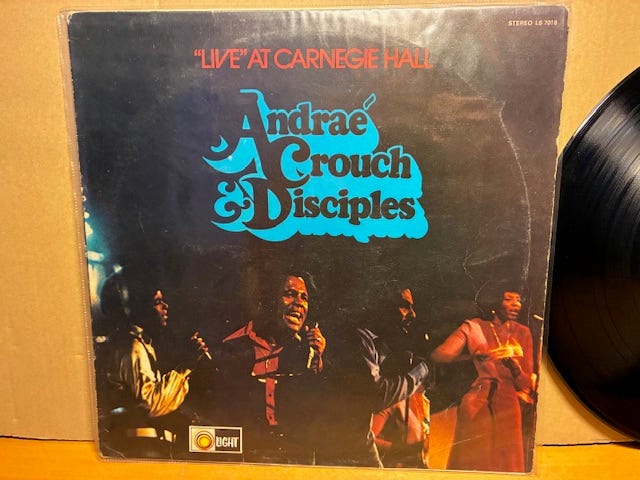 STEREO LS 7018
"LIVE" AT CARNEGIE HALL
Andraé
Crouch
& Disciples
LIGHT